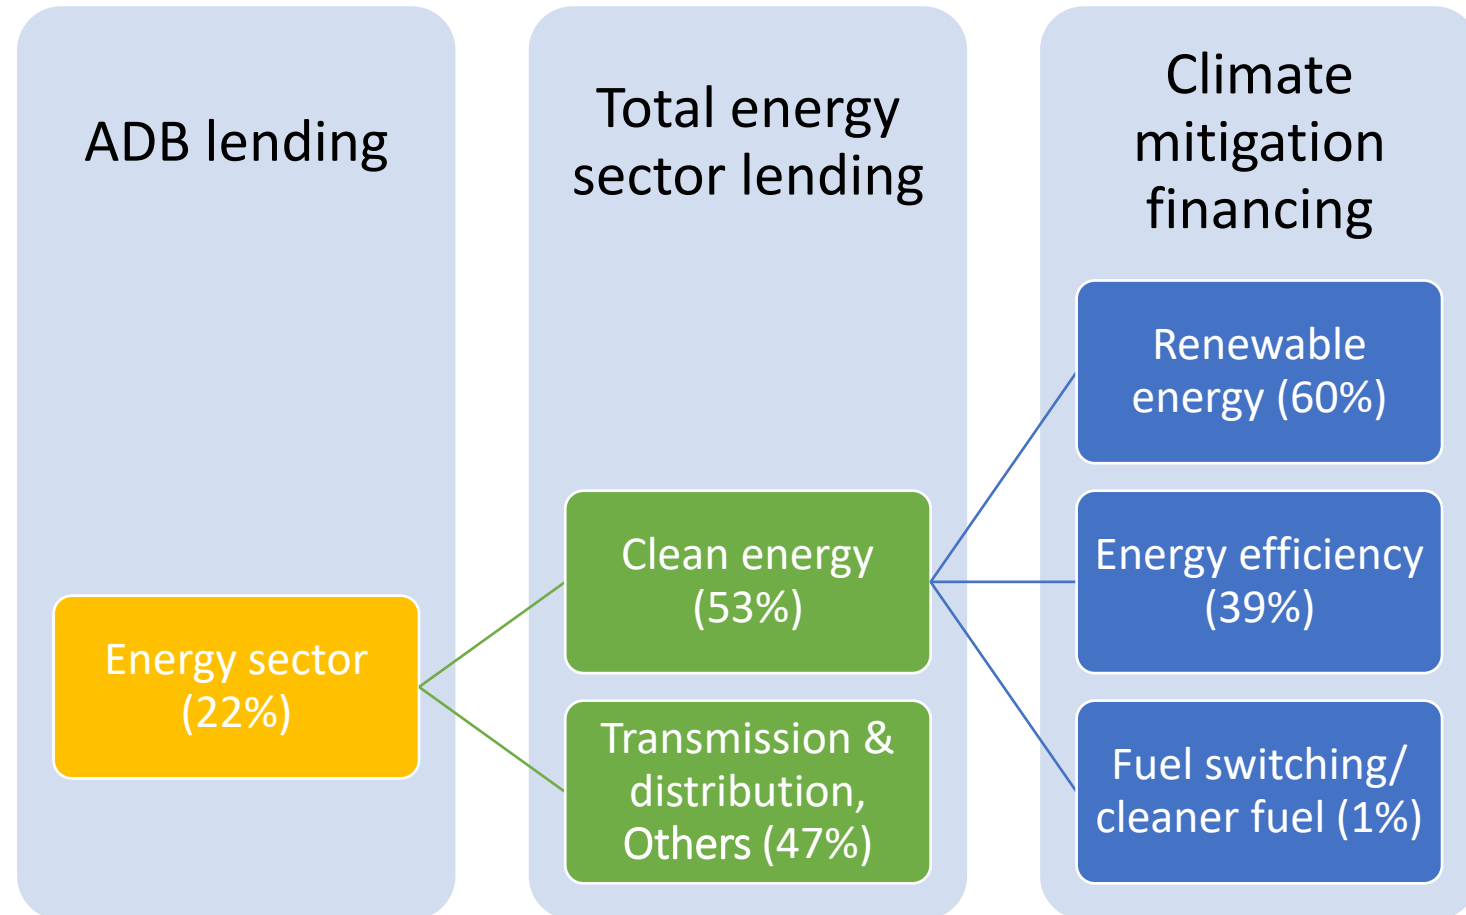 ADB lending
Energy sector
(22%)
Total energy
sector lending
Clean energy
(53%)
Transmission &
distribution,
Others (47%)
Climate
mitigation
financing
Renewable
energy (60%)
Energy efficiency
(39%)
Fuel switching/
cleaner fuel (1%)